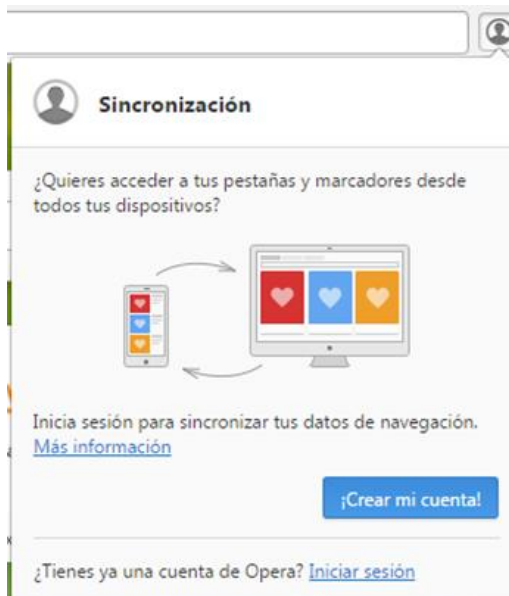 Sincronización
¿Quieres acceder a tus pestañas y marcadores desde
todos tus dispositivos?
Inicia sesión para sincronizar tus datos de navegación.
Más información
¡Crear mi cuenta!
¿Tienes ya una cuenta de Opera? Iniciar sesión